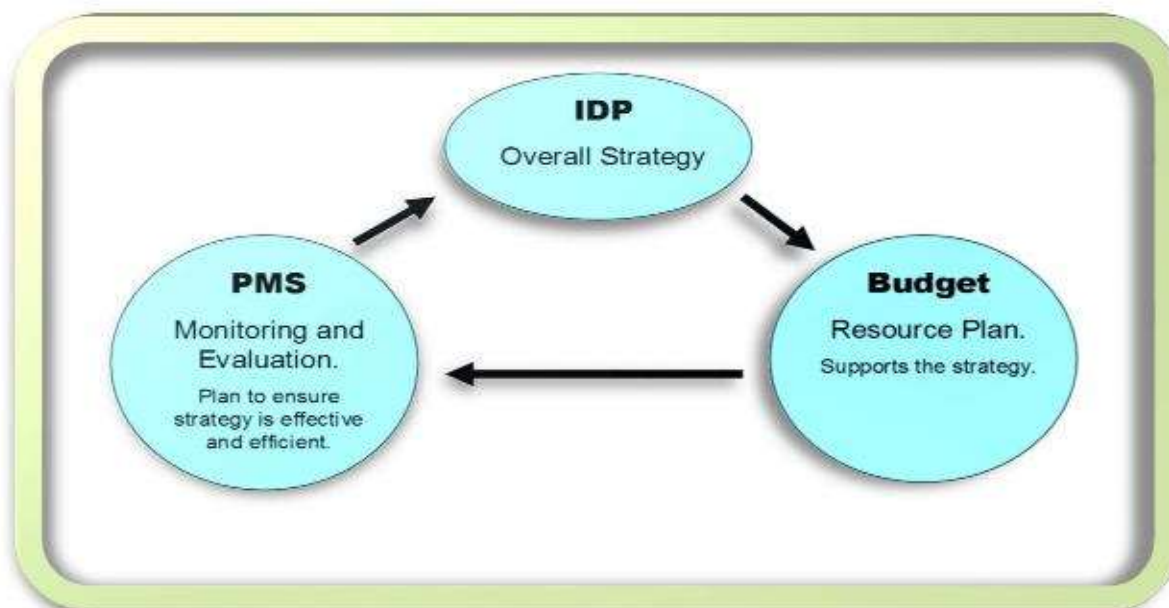 IDP
Overall Strategy
PMS
Monitoring and
Evaluation.
Plan to ensure
strategy is effective
and efficient.
Budget
Resource Plan.
Supports the strategy.